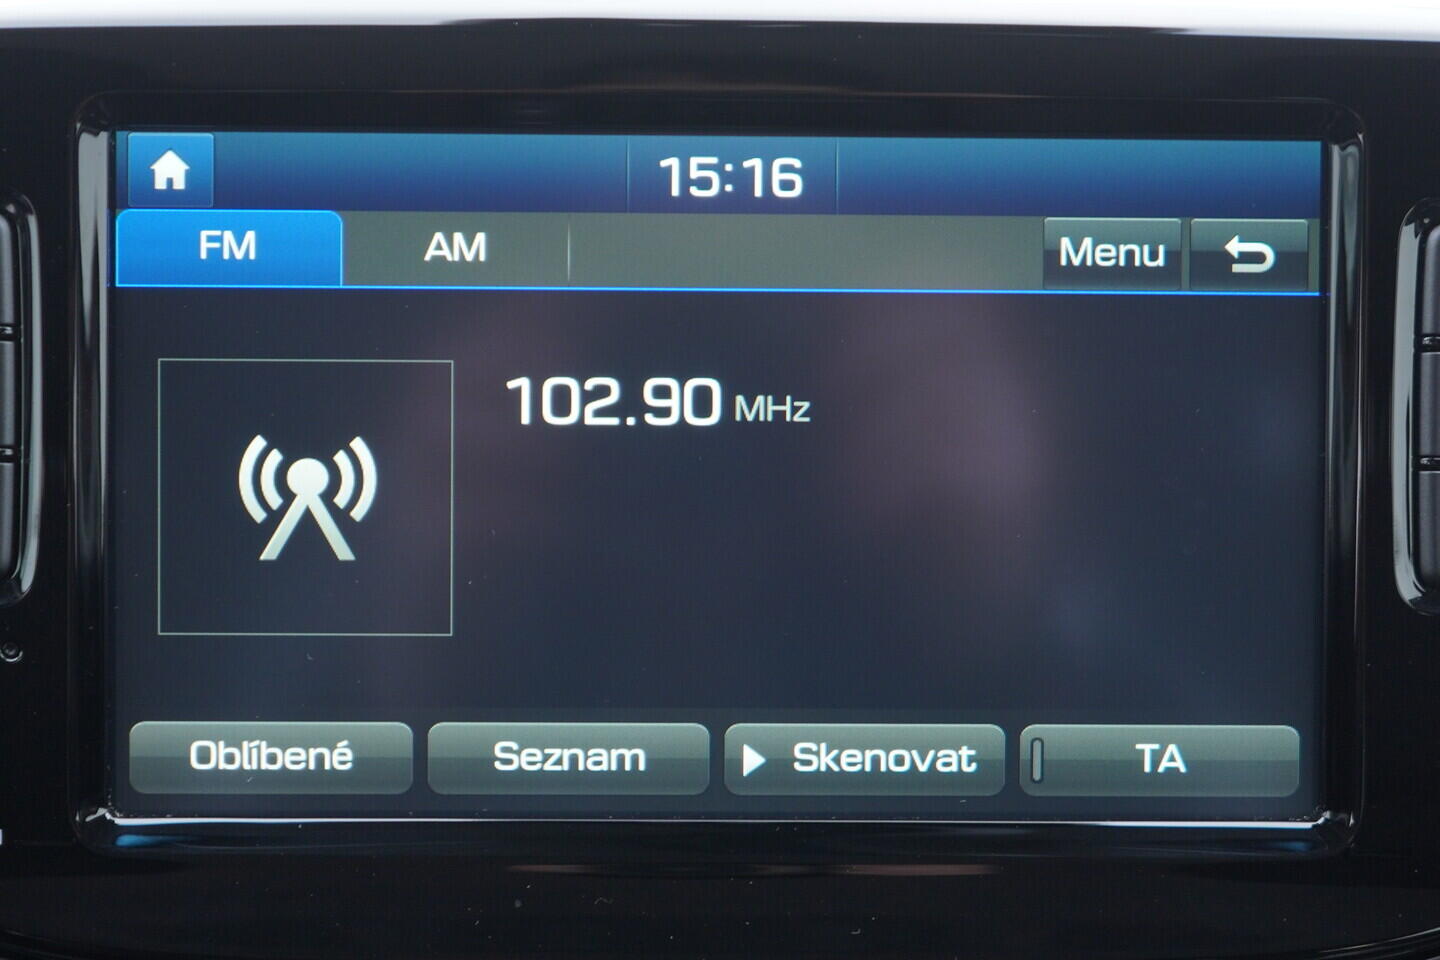 15:16
FM AM Menu
102.90 MHz
Oblíbené Seznam Skenovat TA